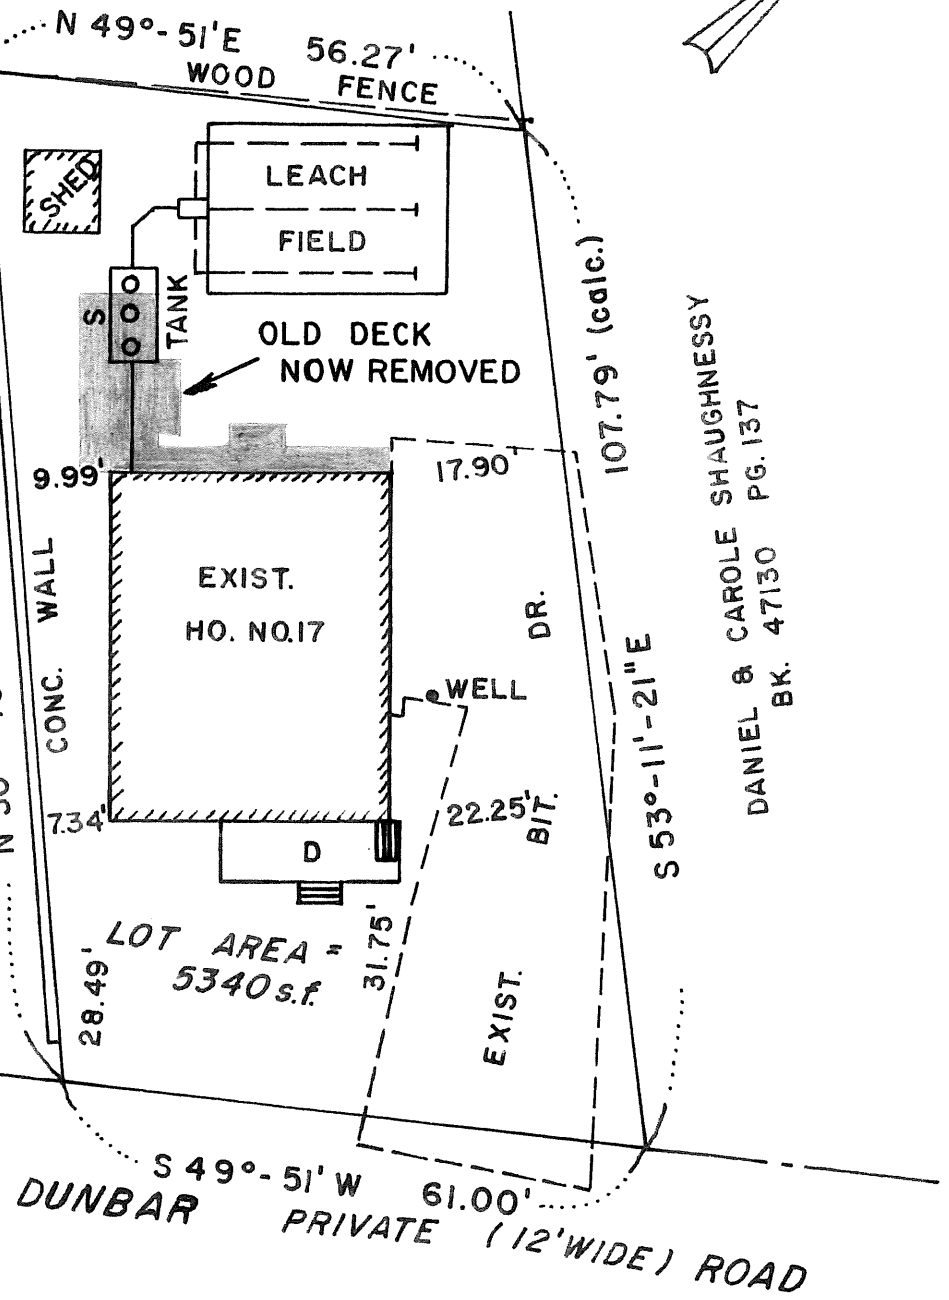 N 49°-51'E 56.27'
WOOD FENCE
SHED
LEACH
FIELD
S
TANK
OLD DECK
NOW REMOVED
107.79' (calc.)
DANIEL & CAROLE SHAUGHNESSY
BK. 47130 PG. 137
9.99'
17.90'
EXIST.
HO. NO.17
CONC. WALL
DR.
WELL
S 53°-11'-21"E
7.34'
22.25'
BIT.
D
LOT AREA =
5340 s.f.
31.75'
28.49'
EXIST.
S 49°-51' W 61.00'
DUNBAR PRIVATE (12'WIDE) ROAD